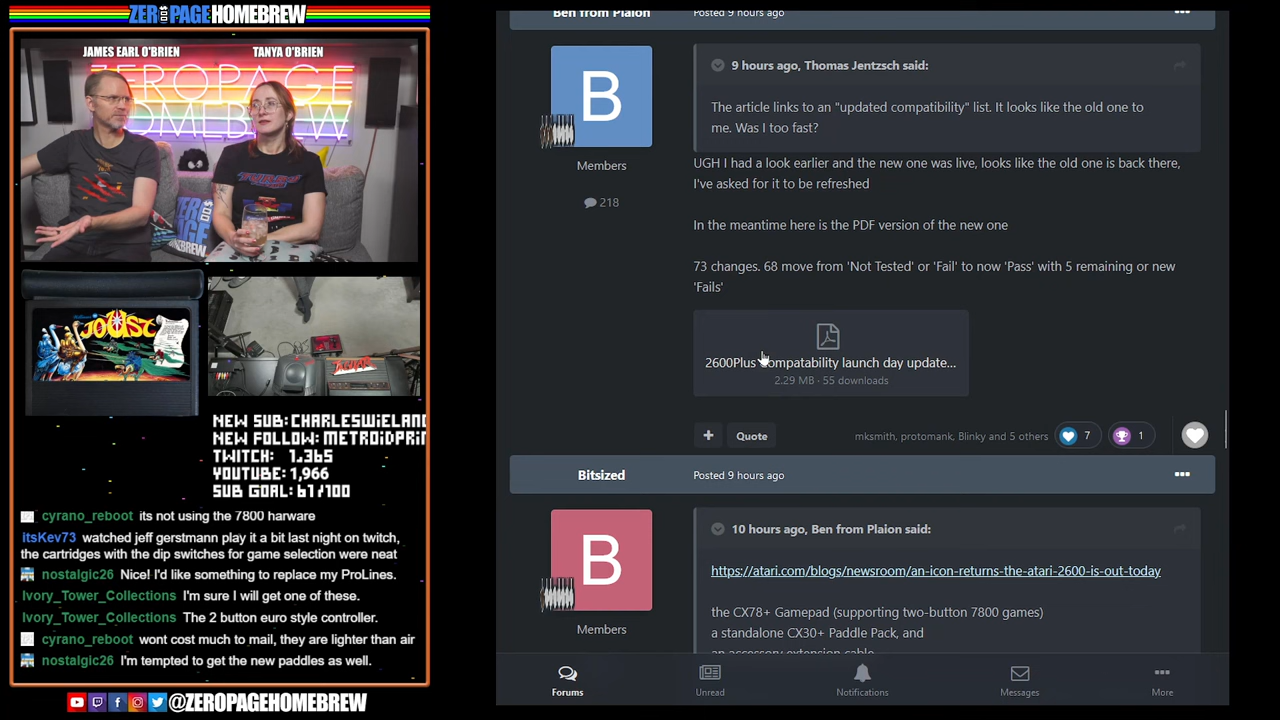 ZERO PAGE HOMEBREW
JAMES EARL O'BRIEN
TANYA O'BRIEN
ZEROPAGE
HOMEBREW
JOUST
NEW SUB: CHARLESWIELAN
NEW FOLLOW: METROIDPRI
TWITCH: 1,365
YOUTUBE: 1,966
SUB GOAL: 67/100
cyrano_reboot its not using the 7800 harware
itsKev73 watched jeff gerstmann play it a bit last night on twitch,
the cartridges with the dip switches for game selection were neat
nostalgic26 Nice! I'd like something to replace my ProLines.
Ivory_Tower_Collections I'm sure I will get one of these.
Ivory_Tower_Collections The 2 button euro style controller.
cyrano_reboot wont cost much to mail, they are lighter than air
nostalgic26 I'm tempted to get the new paddles as well.
@ZEROPAGEHOMEBREW
Ben from Plaion
Posted 9 hours ago
B
Members
218
9 hours ago, Thomas Jentzsch said:
The article links to an "updated compatibility" list. It looks like the old one to
me. Was I too fast?
UGH I had a look earlier and the new one was live, looks like the old one is back there,
I've asked for it to be refreshed
In the meantime here is the PDF version of the new one
73 changes. 68 move from 'Not Tested' or 'Fail' to now 'Pass' with 5 remaining or new
'Fails'
2600Plus Compatability launch day update...
2.29 MB · 55 downloads
+
Quote
mksmith, protomank, Blinky and 5 others
7
1
Bitsized
Posted 9 hours ago
B
Members
10 hours ago, Ben from Plaion said:
https://atari.com/blogs/newsroom/an-icon-returns-the-atari-2600-is-out-today
the CX78+ Gamepad (supporting two-button 7800 games)
a standalone CX30+ Paddle Pack, and
an accessory extension cable
Forums
Unread
Notifications
Messages
More